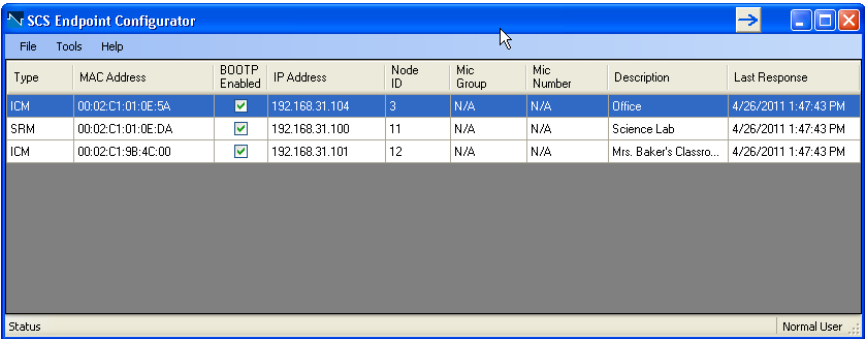 SCS Endpoint Configurator
File Tools Help
Type MAC Address BOOTP Enabled IP Address Node ID Mic Group Mic Number Description Last Response
ICM 00:02:C1:01:0E:5A 192.168.31.104 3 N/A N/A Office 4/26/2011 1:47:43 PM
SRM 00:02:C1:01:0E:DA 192.168.31.100 11 N/A N/A Science Lab 4/26/2011 1:47:43 PM
ICM 00:02:C1:9B:4C:00 192.168.31.101 12 N/A N/A Mrs. Baker's Classro... 4/26/2011 1:47:43 PM
Status Normal User